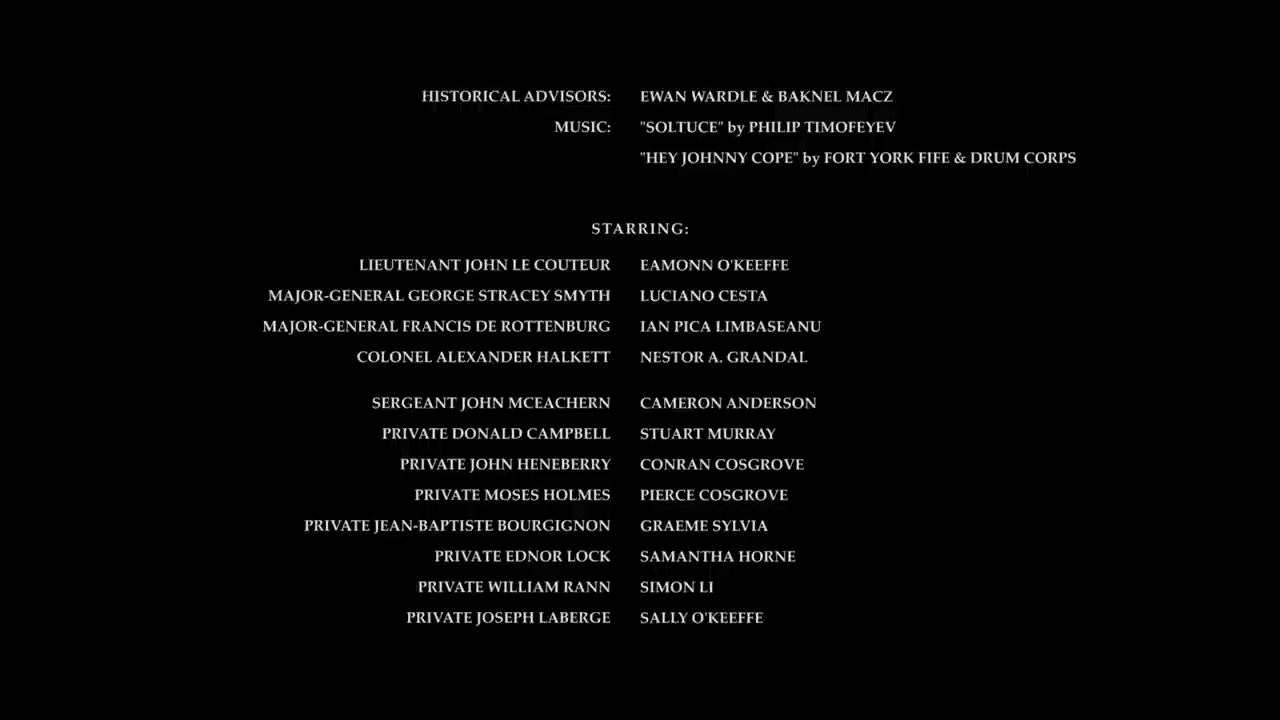 HISTORICAL ADVISORS: EWAN WARDLE & BAKNEL MACZ
MUSIC: "SOLTUCE" by PHILIP TIMOFEYEV
"HEY JOHNNY COPE" by FORT YORK FIFE & DRUM CORPS
STARRING:
LIEUTENANT JOHN LE COUTEUR EAMONN O'KEEFFE
MAJOR-GENERAL GEORGE STRACEY SMYTH LUCIANO CESTA
MAJOR-GENERAL FRANCIS DE ROTTENBURG IAN PICA LIMBASEANU
COLONEL ALEXANDER HALKETT NESTOR A. GRANDAL
SERGEANT JOHN MCEACHERN CAMERON ANDERSON
PRIVATE DONALD CAMPBELL STUART MURRAY
PRIVATE JOHN HENEBERRY CONRAN COSGROVE
PRIVATE MOSES HOLMES PIERCE COSGROVE
PRIVATE JEAN-BAPTISTE BOURGIGNON GRAEME SYLVIA
PRIVATE EDNOR LOCK SAMANTHA HORNE
PRIVATE WILLIAM RANN SIMON LI
PRIVATE JOSEPH LABERGE SALLY O'KEEFFE